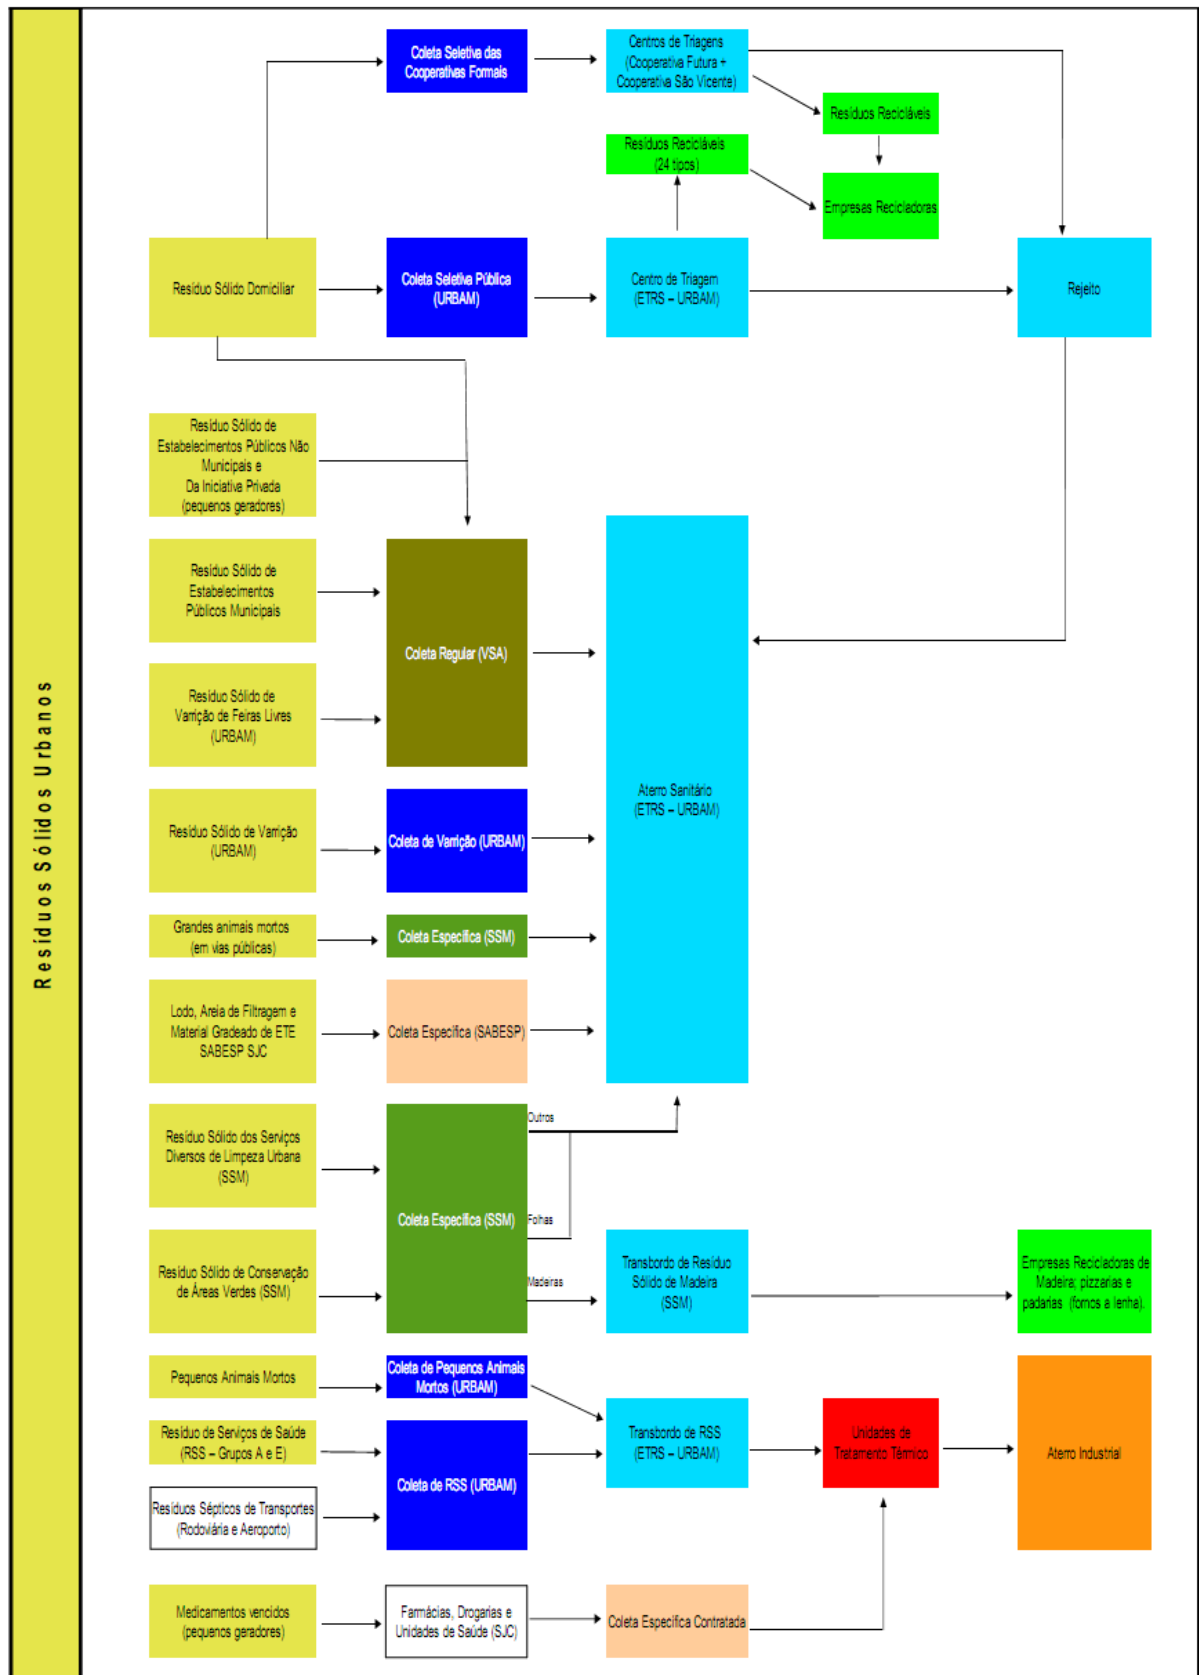 Resíduos Sólidos Urbanos
Coleta Seletiva das
Cooperativas Formais
Centros de Triagens
(Cooperativa Futura +
Cooperativa São Vicente)
Resíduos Recicláveis
Resíduos Recicláveis
(24 tipos)
Empresas Recicladoras
Resíduo Sólido Domiciliar
Coleta Seletiva Pública
(URBAM)
Centro de Triagem
(ETRS – URBAM)
Rejeito
Resíduo Sólido de
Estabelecimentos Públicos Não
Municipais e
Da Iniciativa Privada
(pequenos geradores)
Resíduo Sólido de
Estabelecimentos
Públicos Municipais
Coleta Regular (VSA)
Resíduo Sólido de
Varrição de Feiras Livres
(URBAM)
Aterro Sanitário
(ETRS – URBAM)
Resíduo Sólido de Varrição
(URBAM)
Coleta de Varrição (URBAM)
Grandes animais mortos
(em vias públicas)
Coleta Específica (SSM)
Lodo, Areia de Filtragem e
Material Gradeado de ETE
SABESP SJC
Coleta Específica (SABESP)
Resíduo Sólido dos Serviços
Diversos de Limpeza Urbana
(SSM)
Coleta Específica (SSM)
Outros
Folhas
Madeiras
Resíduo Sólido de Conservação
de Áreas Verdes (SSM)
Transbordo de Resíduo
Sólido de Madeira
(SSM)
Empresas Recicladoras de
Madeira; pizzarias e
padarias (fornos a lenha).
Pequenos Animais Mortos
Coleta de Pequenos Animais
Mortos (URBAM)
Resíduo de Serviços de Saúde
(RSS – Grupos A e E)
Coleta de RSS (URBAM)
Transbordo de RSS
(ETRS – URBAM)
Unidades de
Tratamento Térmico
Aterro Industrial
Resíduos Sépticos de Transportes
(Rodoviária e Aeroporto)
Medicamentos vencidos
(pequenos geradores)
Farmácias, Drogarias e
Unidades de Saúde (SJC)
Coleta Específica Contratada